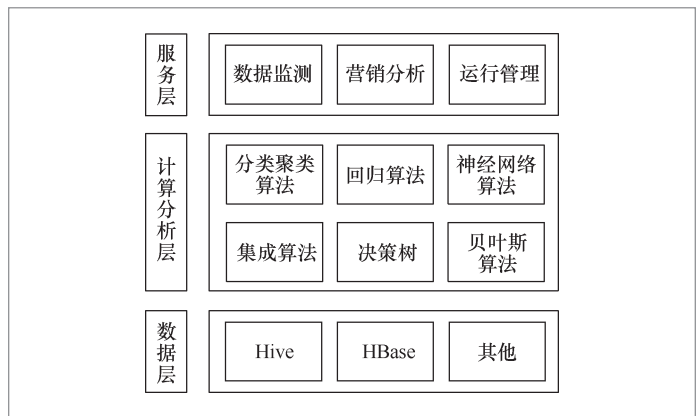 服务层
数据监测
营销分析
运行管理
计算分析层
分类聚类
算法
回归算法
神经网络
算法
集成算法
决策树
贝叶斯
算法
数据层
Hive
HBase
其他